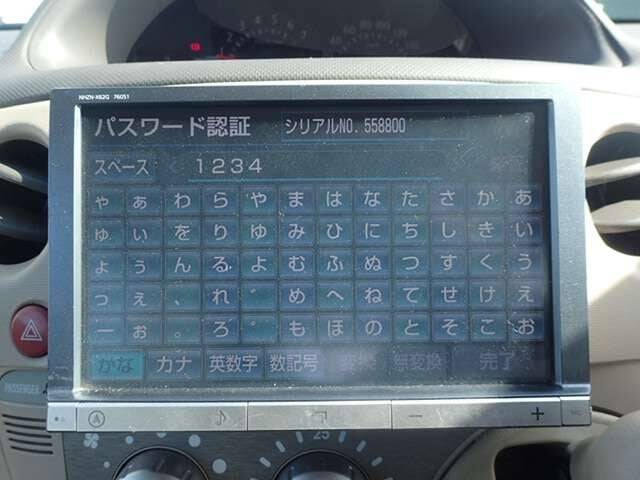 NHZN-X62G 76051
パスワード認証 シリアルNO. 558800
スペース 1234
ゃ ぁ わ ら や ま は な た さ か あ
ゅ ぃ を り ゆ み ひ に ち し き い
ょ ぅ ん る よ む ふ ぬ つ す く う
っ ぇ 、 れ ゛ め へ ね て せ け え
ー ぉ 。 ろ ゜ も ほ の と そ こ お
かな カナ 英数字 数記号 無変換 完了
A ♪ − +
PASSENGER
25